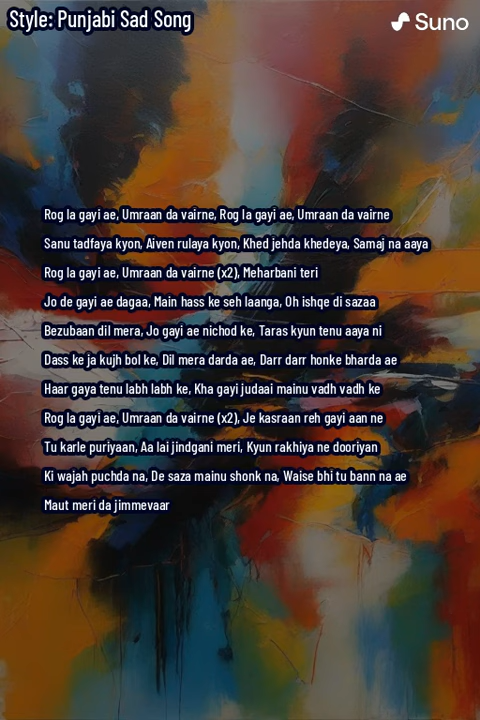 Style: Punjabi Sad Song
Suno
Rog la gayi ae, Umraan da vairne, Rog la gayi ae, Umraan da vairne
Sanu tadfaya kyon, Aiven rulaya kyon, Khed jehda khedeya, Samaj na aaya
Rog la gayi ae, Umraan da vairne (x2), Meharbani teri
Jo de gayi ae dagaa, Main hass ke seh laanga, Oh ishqe di sazaa
Bezubaan dil mera, Jo gayi ae nichod ke, Taras kyun tenu aaya ni
Dass ke ja kujh bol ke, Dil mera darda ae, Darr darr honke bharda ae
Haar gaya tenu labh labh ke, Kha gayi judaai mainu vadh vadh ke
Rog la gayi ae, Umraan da vairne (x2), Je kasraan reh gayi aan ne
Tu karle puriyaan, Aa lai jindgani meri, Kyun rakhiya ne dooriyan
Ki wajah puchda na, De saza mainu shonk na, Waise bhi tu bann na ae
Maut meri da jimmevaar